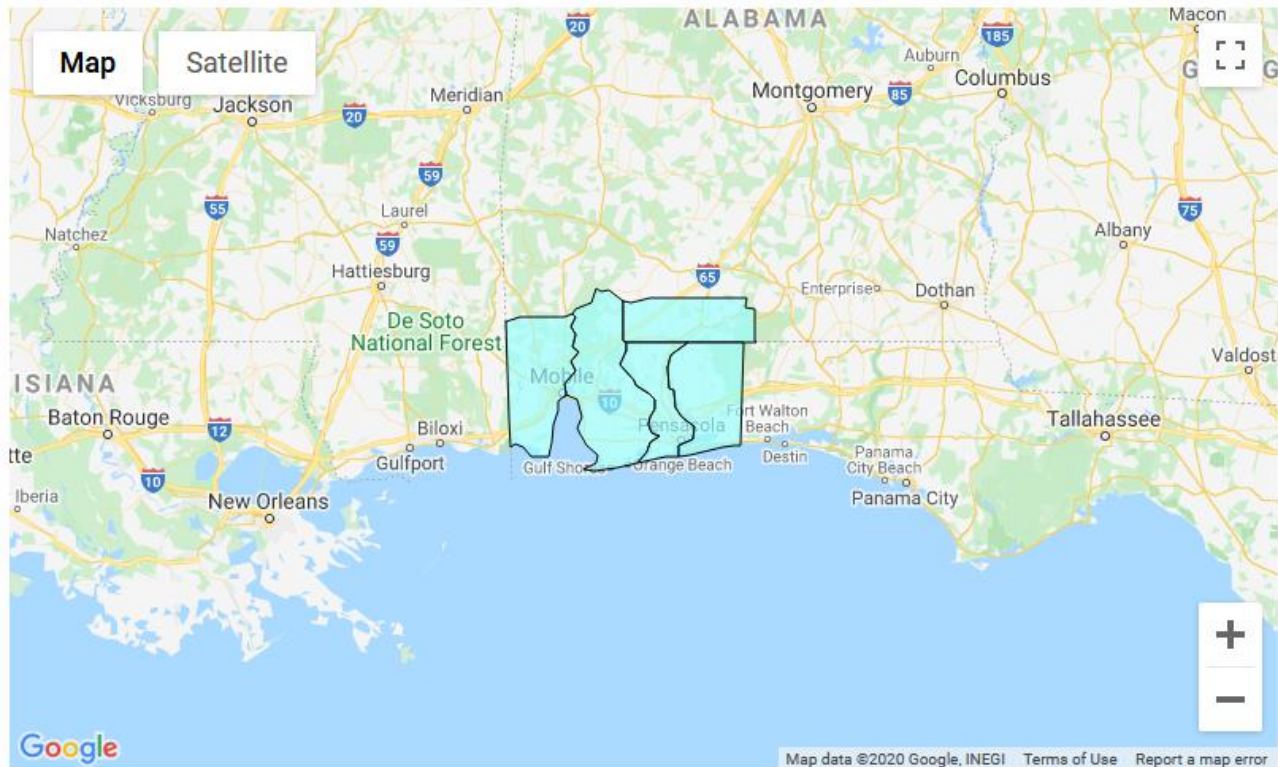 ALABAMA
Macon
20
185
Map
Satellite
Auburn
Columbus
G
G
Vicksburg
Jackson
Meridian
Montgomery
85
20
59
55
Laurel
75
Natchez
59
Albany
Hattiesburg
65
Enterprise
Dothan
De Soto
National Forest
Valdost
ISIANA
Mobile
10
Baton Rouge
Fort Walton
Beach
Tallahassee
Pensacola
12
Biloxi
tte
Gulfport
Destin
Panama
City Beach
Gulf Shores
Orange Beach
10
Iberia
New Orleans
Panama City
+
−
Google
Map data ©2020 Google, INEGI Terms of Use Report a map error